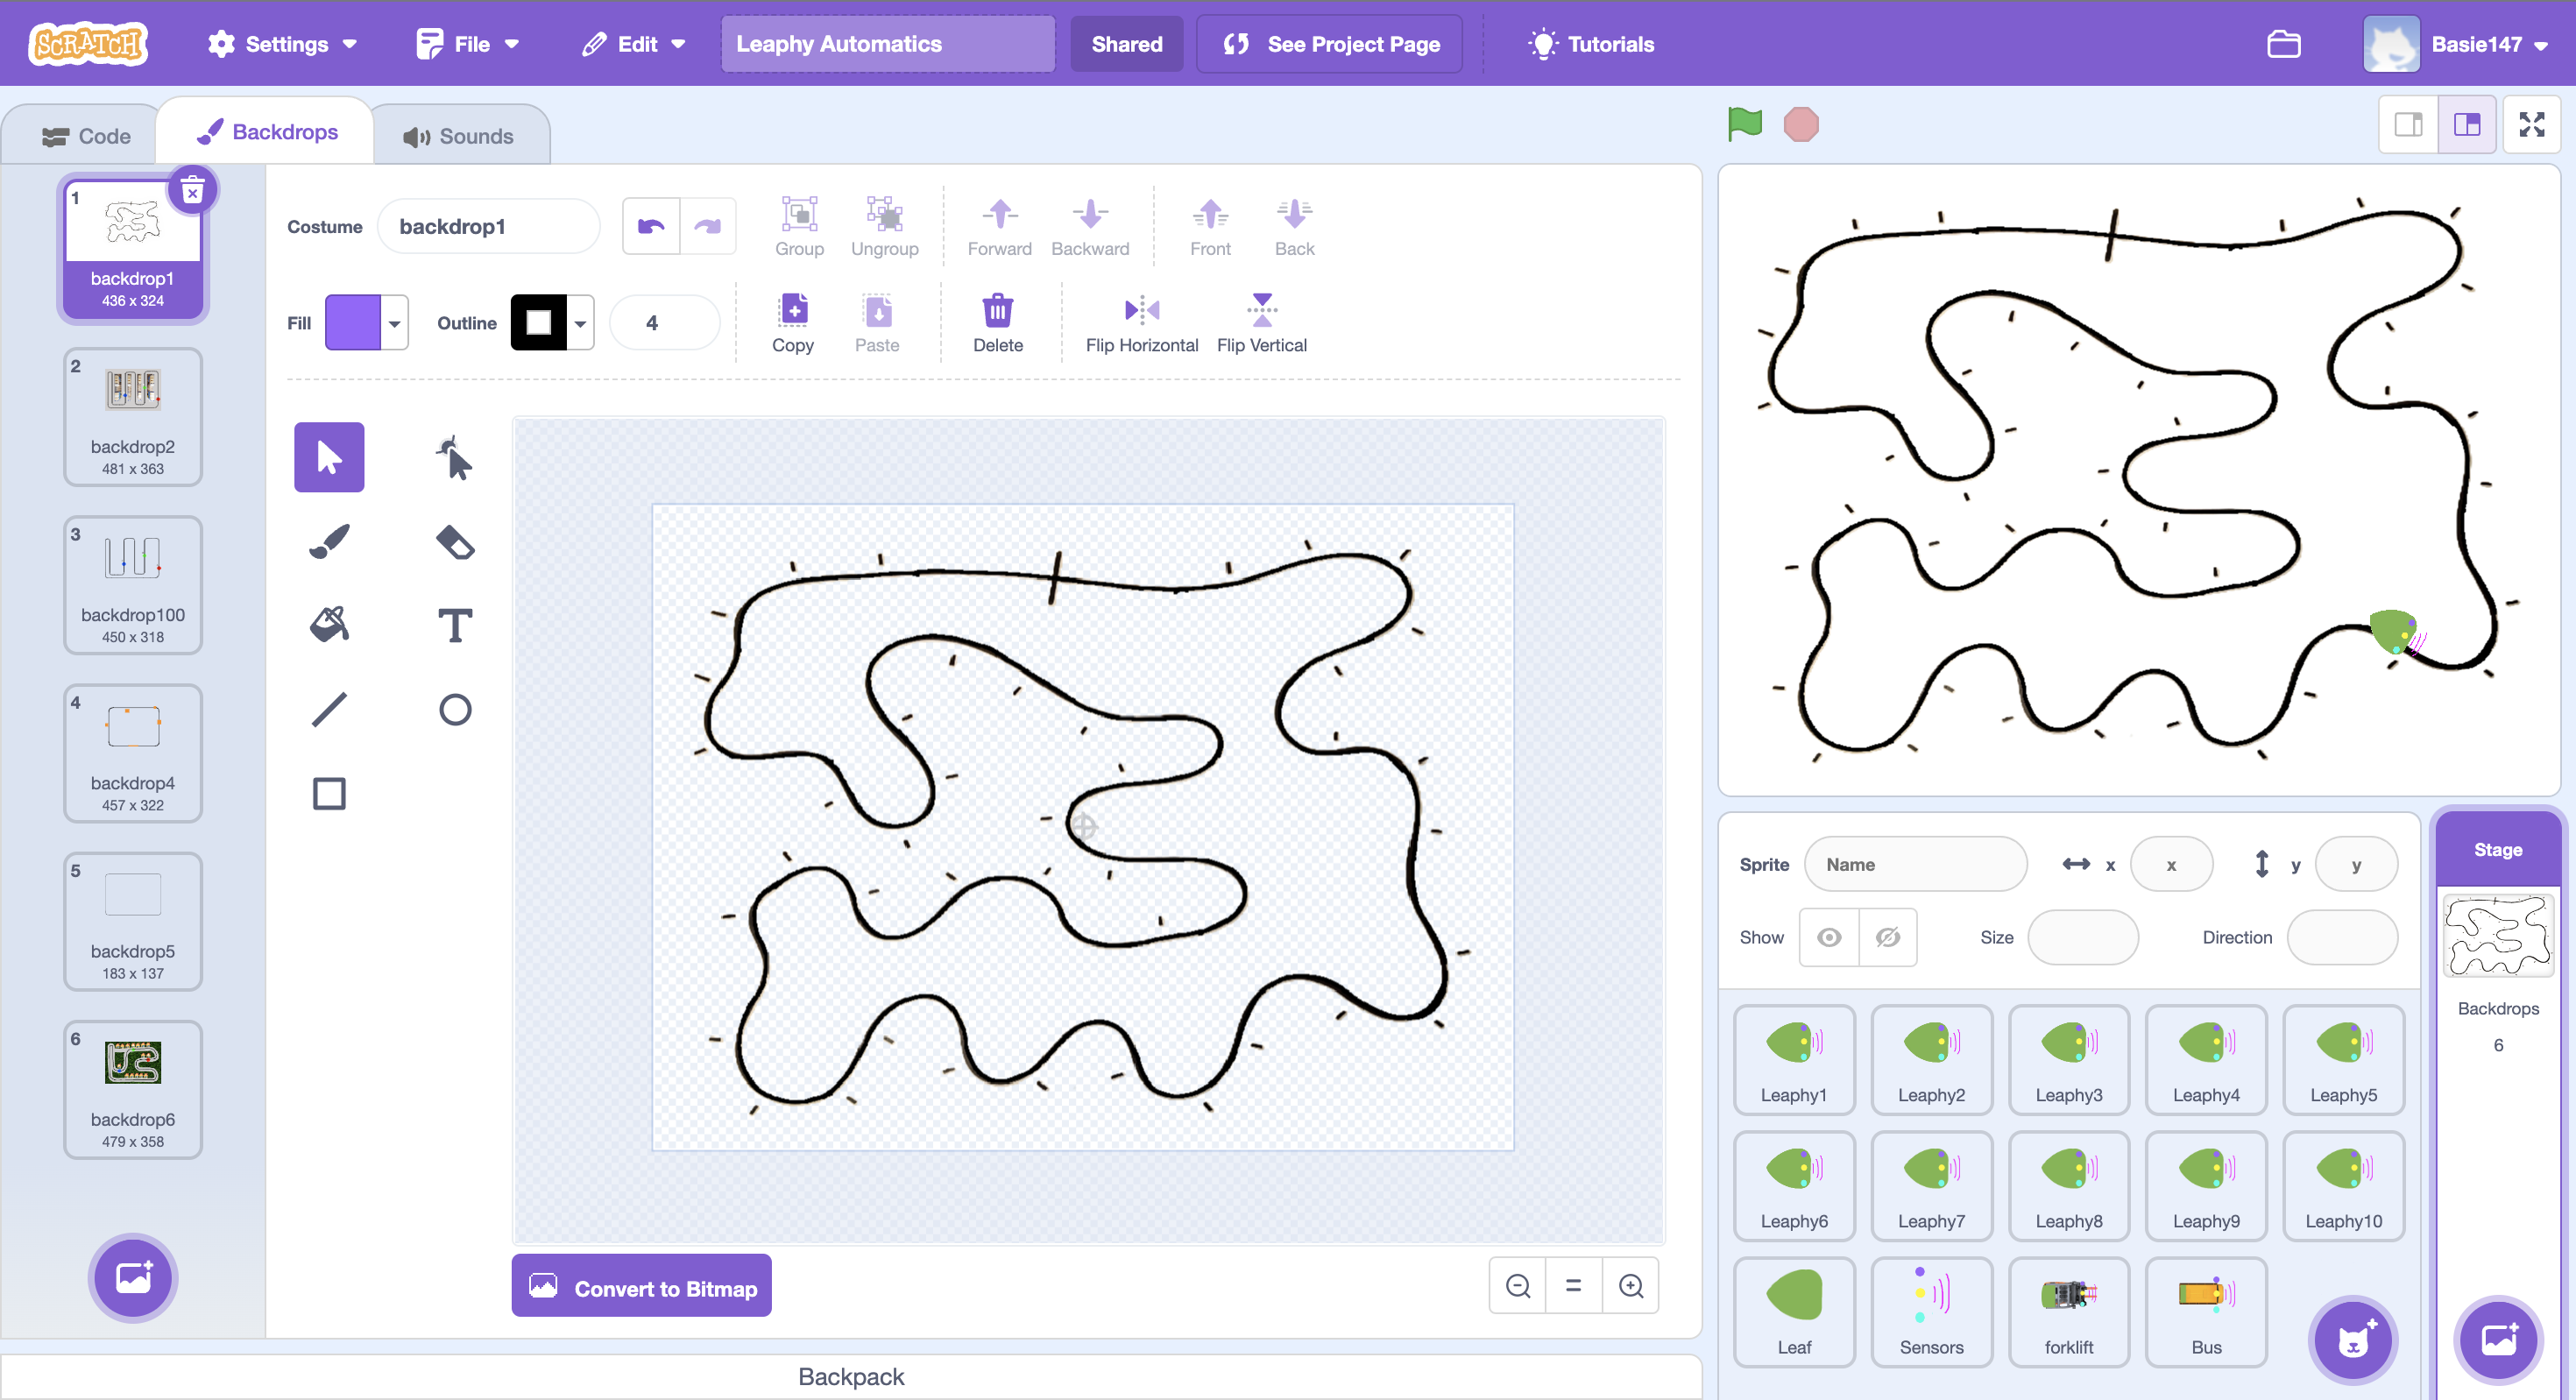 SCRATCH Settings File Edit Leaphy Automatics Shared See Project Page Tutorials Basie147
Code Backdrops Sounds
1
backdrop1
436 x 324
2
backdrop2
481 x 363
3
backdrop100
450 x 318
4
backdrop4
457 x 322
5
backdrop5
183 x 137
6
backdrop6
479 x 358
Costume backdrop1 Group Ungroup Forward Backward Front Back
Fill Outline 4 Copy Paste Delete Flip Horizontal Flip Vertical
Convert to Bitmap =
Backpack
Sprite Name x x y y
Show Size Direction
Leaphy1 Leaphy2 Leaphy3 Leaphy4 Leaphy5
Leaphy6 Leaphy7 Leaphy8 Leaphy9 Leaphy10
Leaf Sensors forklift Bus
Stage
Backdrops
6